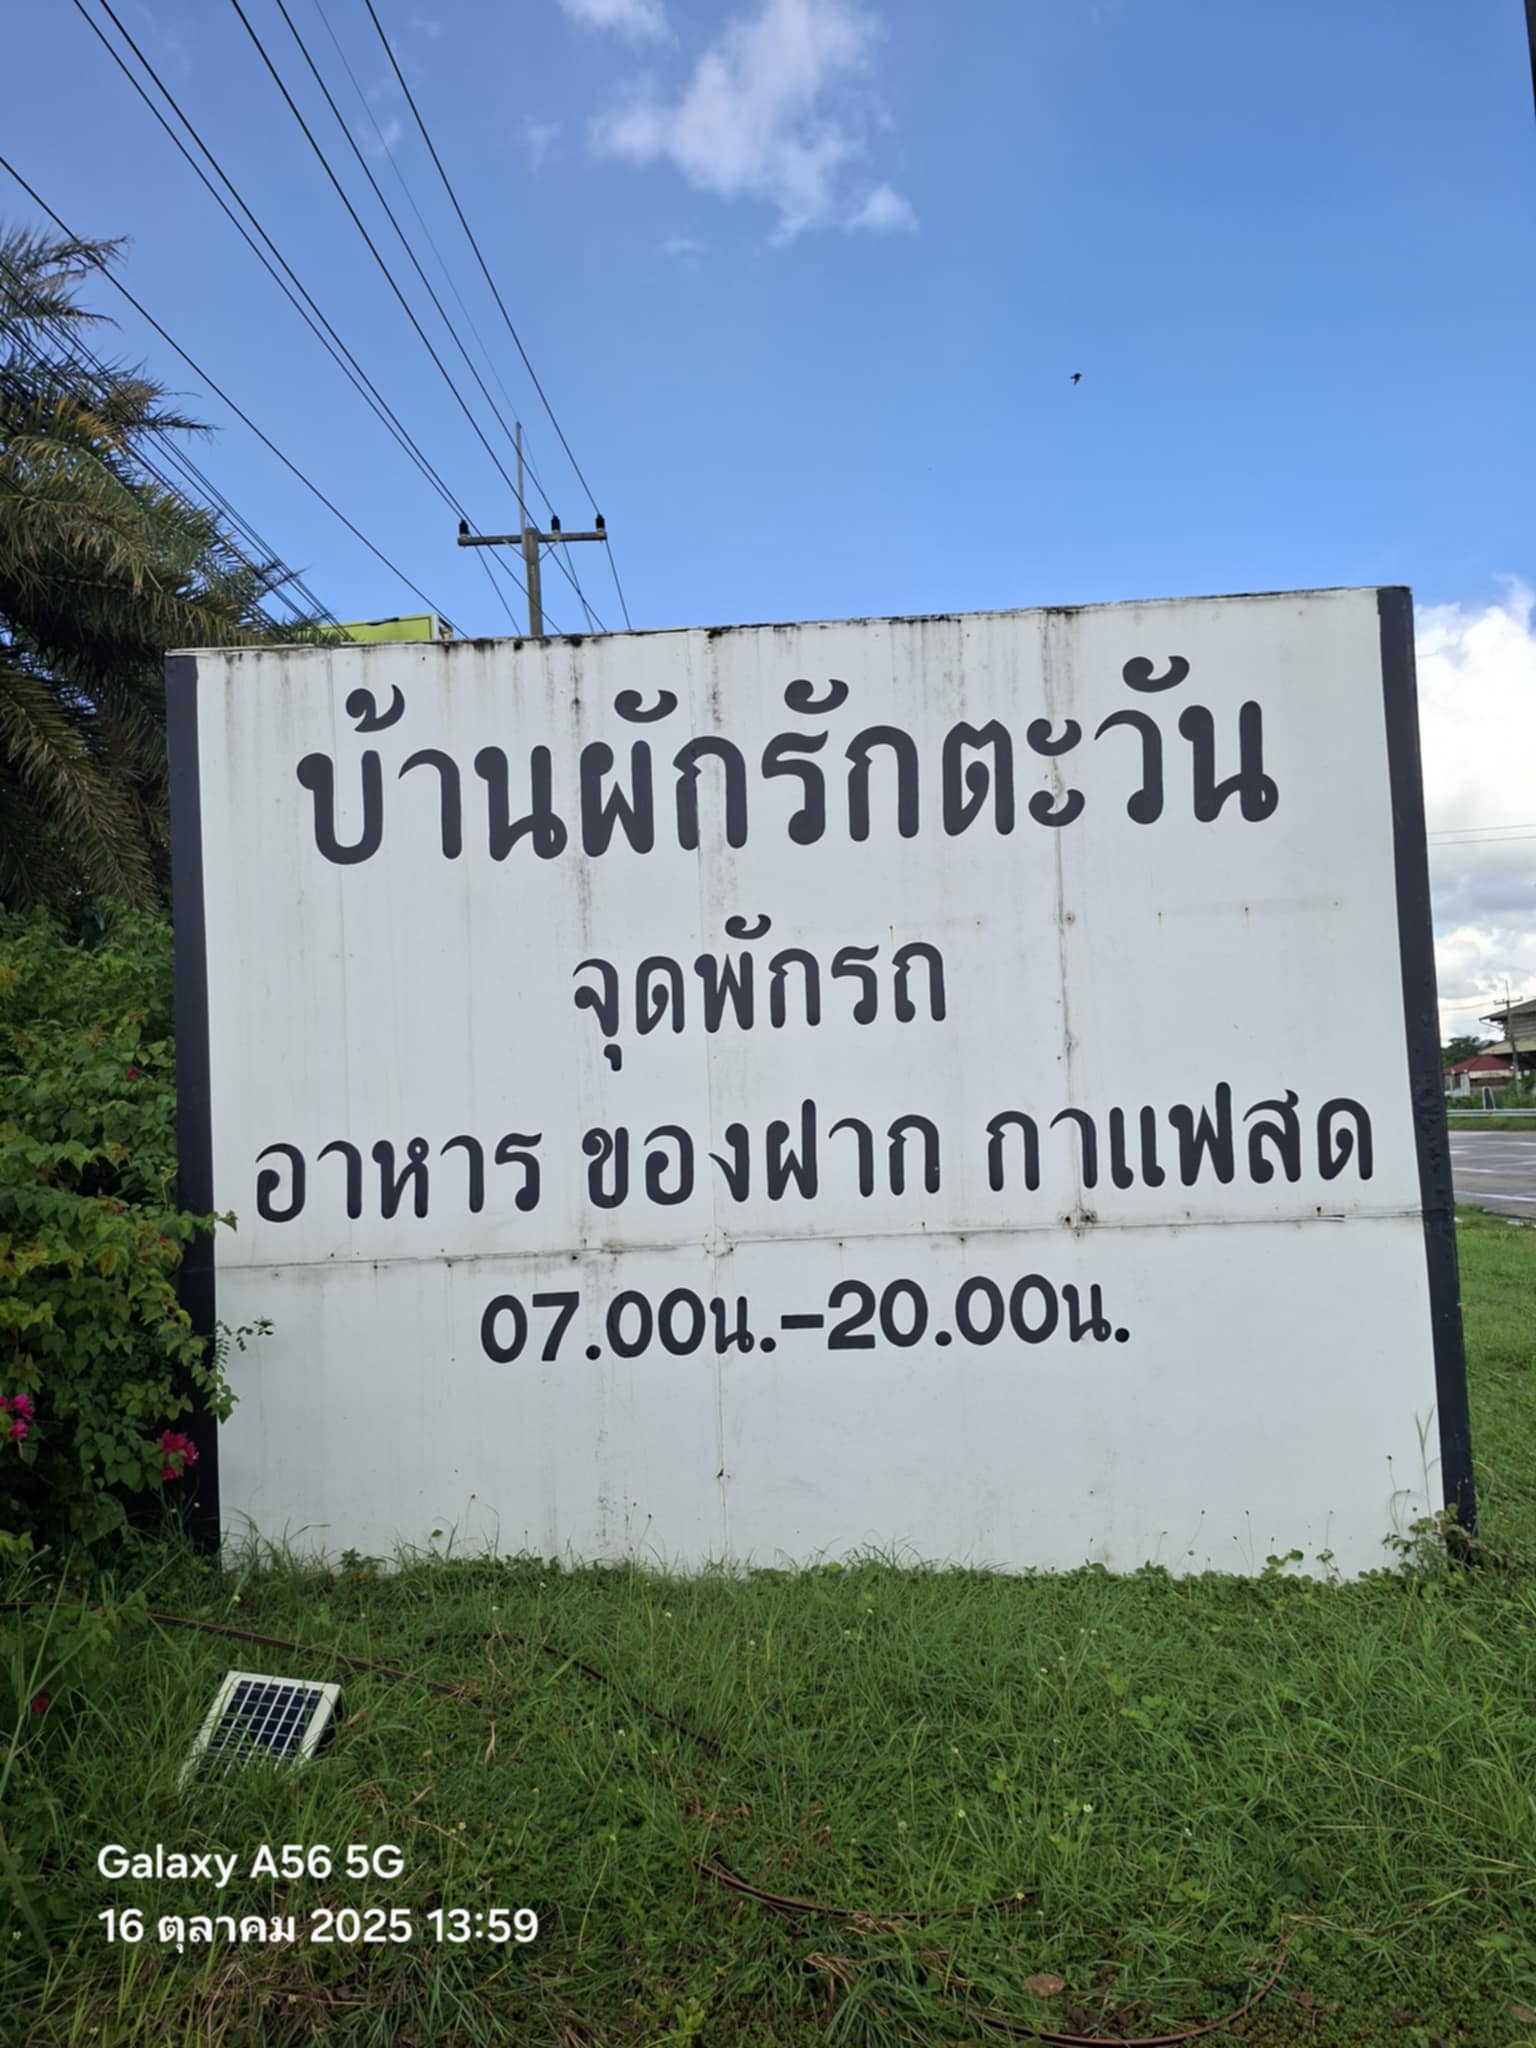 บ้านผักรักตะวัน
จุดพักรถ
อาหาร ของฝาก กาแฟสด
07.00น.-20.00น.
Galaxy A56 5G
16 ตุลาคม 2025 13:59